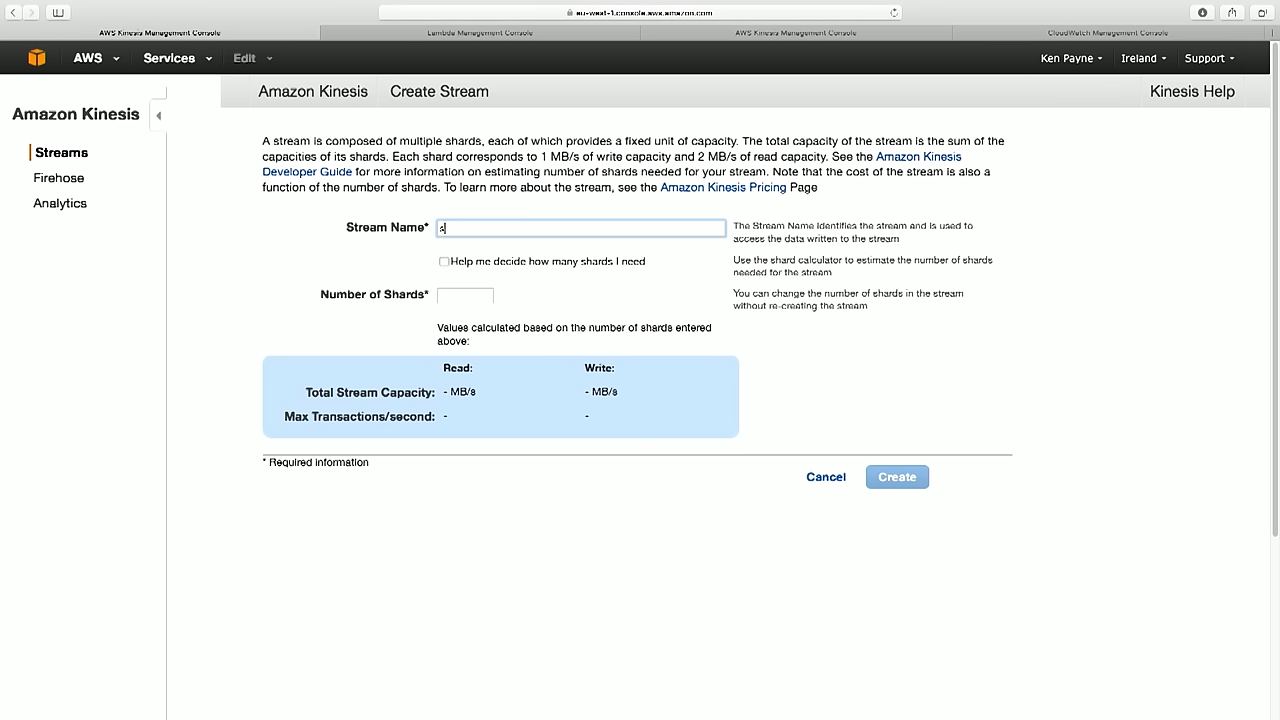 eu-west-1.console.aws.amazon.com
AWS Kinesis Management Console
Lambda Management Console
AWS Kinesis Management Console
CloudWatch Management Console
AWS Services Edit Ken Payne Ireland Support
Amazon Kinesis Create Stream Kinesis Help
Amazon Kinesis
Streams
Firehose
Analytics
A stream is composed of multiple shards, each of which provides a fixed unit of capacity. The total capacity of the stream is the sum of the
capacities of its shards. Each shard corresponds to 1 MB/s of write capacity and 2 MB/s of read capacity. See the Amazon Kinesis
Developer Guide for more information on estimating number of shards needed for your stream. Note that the cost of the stream is also a
function of the number of shards. To learn more about the stream, see the Amazon Kinesis Pricing Page
Stream Name*
The Stream Name identifies the stream and is used to
access the data written to the stream
Help me decide how many shards I need
Use the shard calculator to estimate the number of shards
needed for the stream
Number of Shards*
You can change the number of shards in the stream
without re-creating the stream
Values calculated based on the number of shards entered
above:
Read: Write:
Total Stream Capacity: - MB/s - MB/s
Max Transactions/second: - -
* Required information
Cancel Create